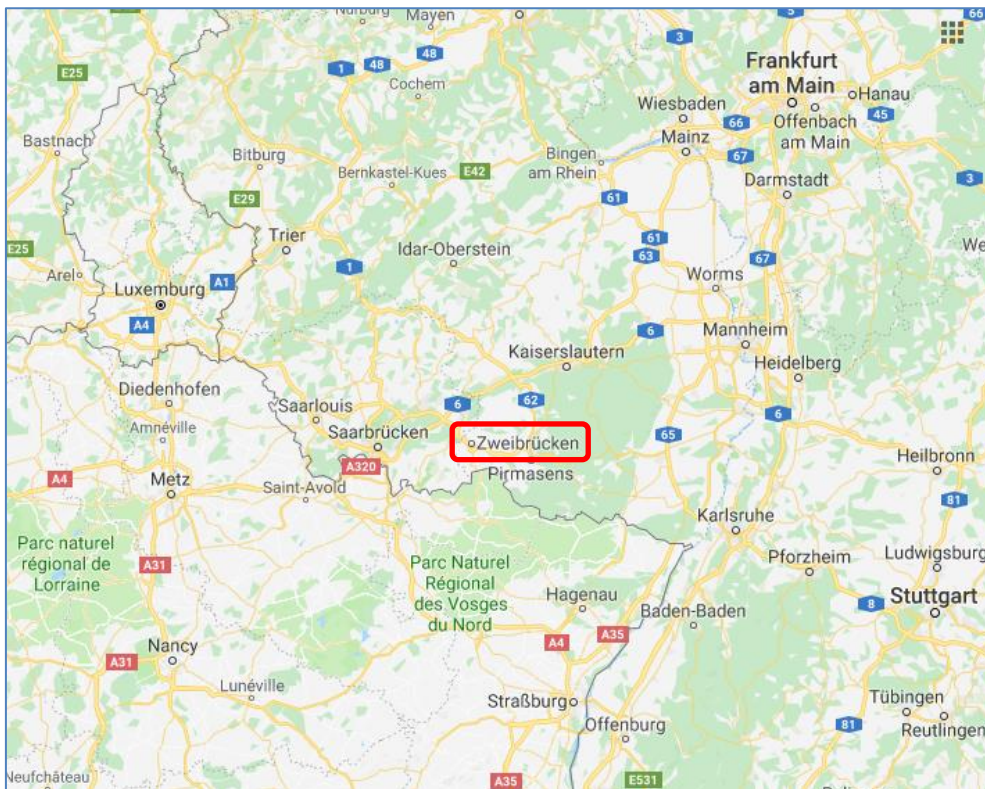 Nürburg
Mayen
5
66
3
48
1
48
Frankfurt
am Main
E25
Cochem
Hanau
Wiesbaden
66
Offenbach
am Main
45
Mainz
67
Bastnach
Bitburg
Bingen
am Rhein
E42
Bernkastel-Kues
3
Darmstadt
E29
61
Trier
61
E25
Idar-Oberstein
63
67
1
Arel
A1
Worms
Luxemburg
A4
6
Mannheim
Kaiserslautern
Heidelberg
Diedenhofen
62
6
Saarlouis
6
Amnéville
65
Saarbrücken
Zweibrücken
A320
Heilbronn
A4
Metz
Saint-Avold
Pirmasens
81
Karlsruhe
Parc naturel
régional de
Lorraine
A31
Parc Naturel
Régional
des Vosges
du Nord
Pforzheim
Ludwigsburg
Hagenau
8
Stuttgart
Baden-Baden
A35
A4
Nancy
A31
Lunéville
Straßburg
Tübingen
Offenburg
81
Reutlingen
Neufchâteau
A35
E531